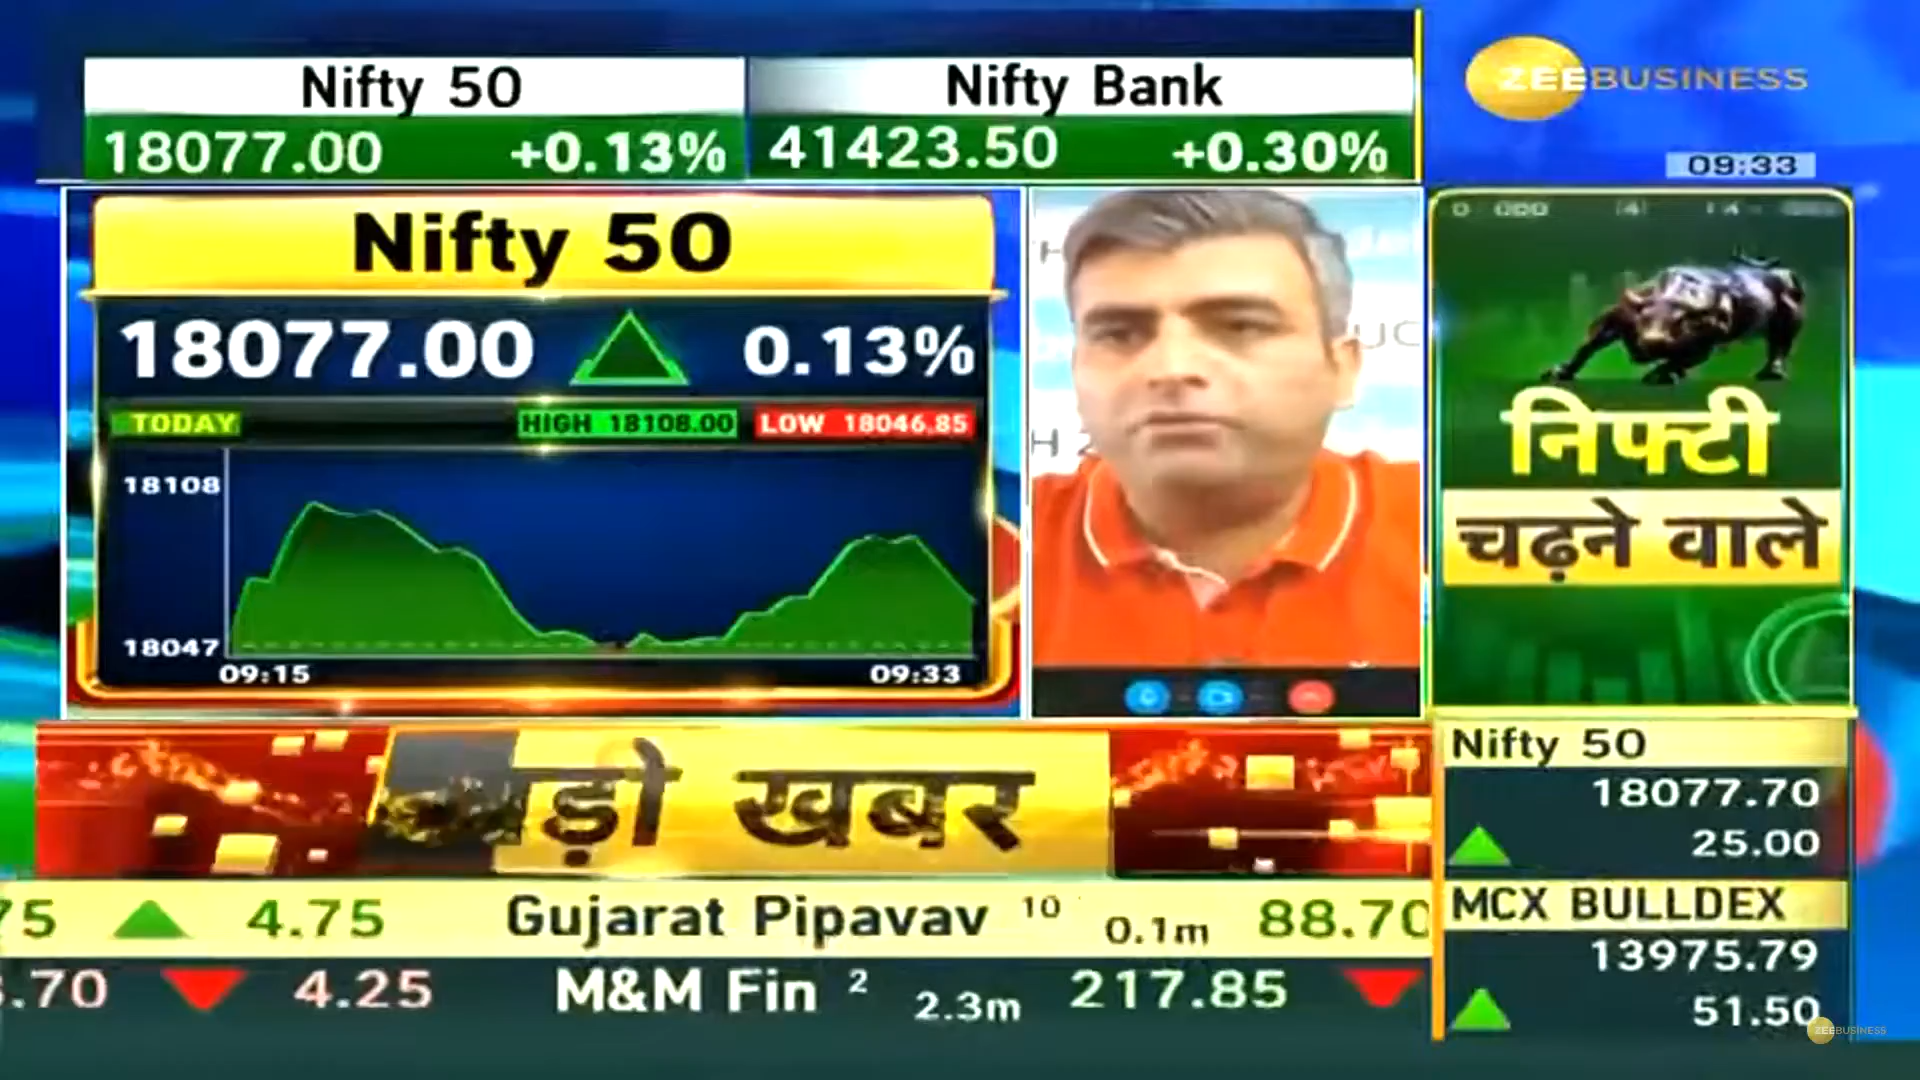 Nifty 50
Nifty Bank
18077.00 +0.13%
41423.50 +0.30%
ZEEBUSINESS
09:33
Nifty 50
18077.00 0.13%
TODAY HIGH 18108.00 LOW 18046.85
18108
18047
09:15 09:33
निफ्टी
चढ़ने वाले
खबर
Nifty 50
18077.70
25.00
MCX BULLDEX
13975.79
51.50
75 4.75 Gujarat Pipavav 10 0.1m 88.70
.70 4.25 M&M Fin 2 2.3m 217.85
ZEEBUSINESS